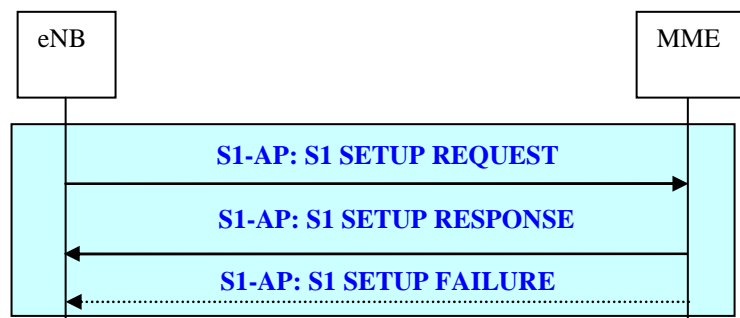 eNB
MME
S1-AP: S1 SETUP REQUEST
S1-AP: S1 SETUP RESPONSE
S1-AP: S1 SETUP FAILURE